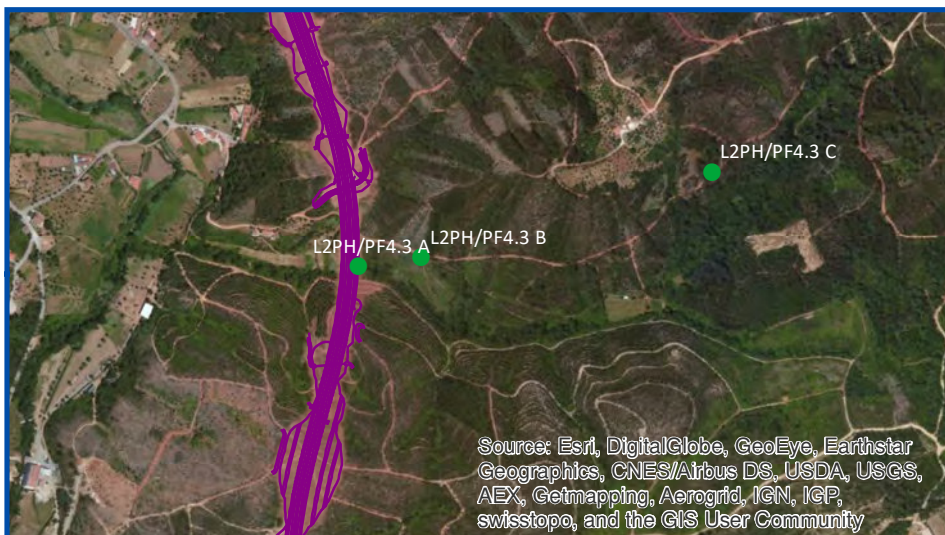 L2PH/PF4.3 C
L2PH/PF4.3 A
L2PH/PF4.3 B
Source: Esri, DigitalGlobe, GeoEye, Earthstar
Geographics, CNES/Airbus DS, USDA, USGS,
AEX, Getmapping, Aerogrid, IGN, IGP,
swisstopo, and the GIS User Community